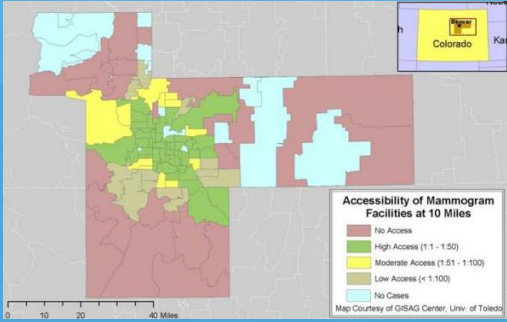 Denver
Colorado
Kan
Accessibility of Mammogram
Facilities at 10 Miles
No Access
High Access (1:1 - 1:50)
Moderate Access (1:51 - 1:100)
Low Access (< 1:100)
No Cases
Map Courtesy of GISAG Center, Univ. of Toledo
0 10 20 40 Miles